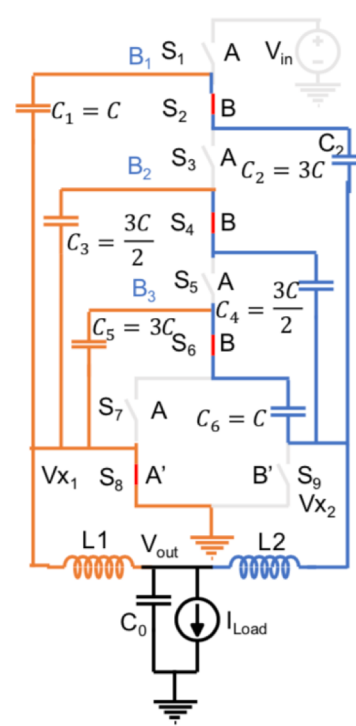 B₁ S₁ A Vin
C₁ = C S₂ B
C₂
B₂ S₃ A C₂ = 3C
C₃ = 3C/2 S₄ B
B₃ S₅ A C₄ = 3C/2
C₅ = 3C S₆ B
S₇ A C₆ = C
Vx₁ S₈ A' B' S₉
Vx₂
L1 Vout L2
C₀ I_Load